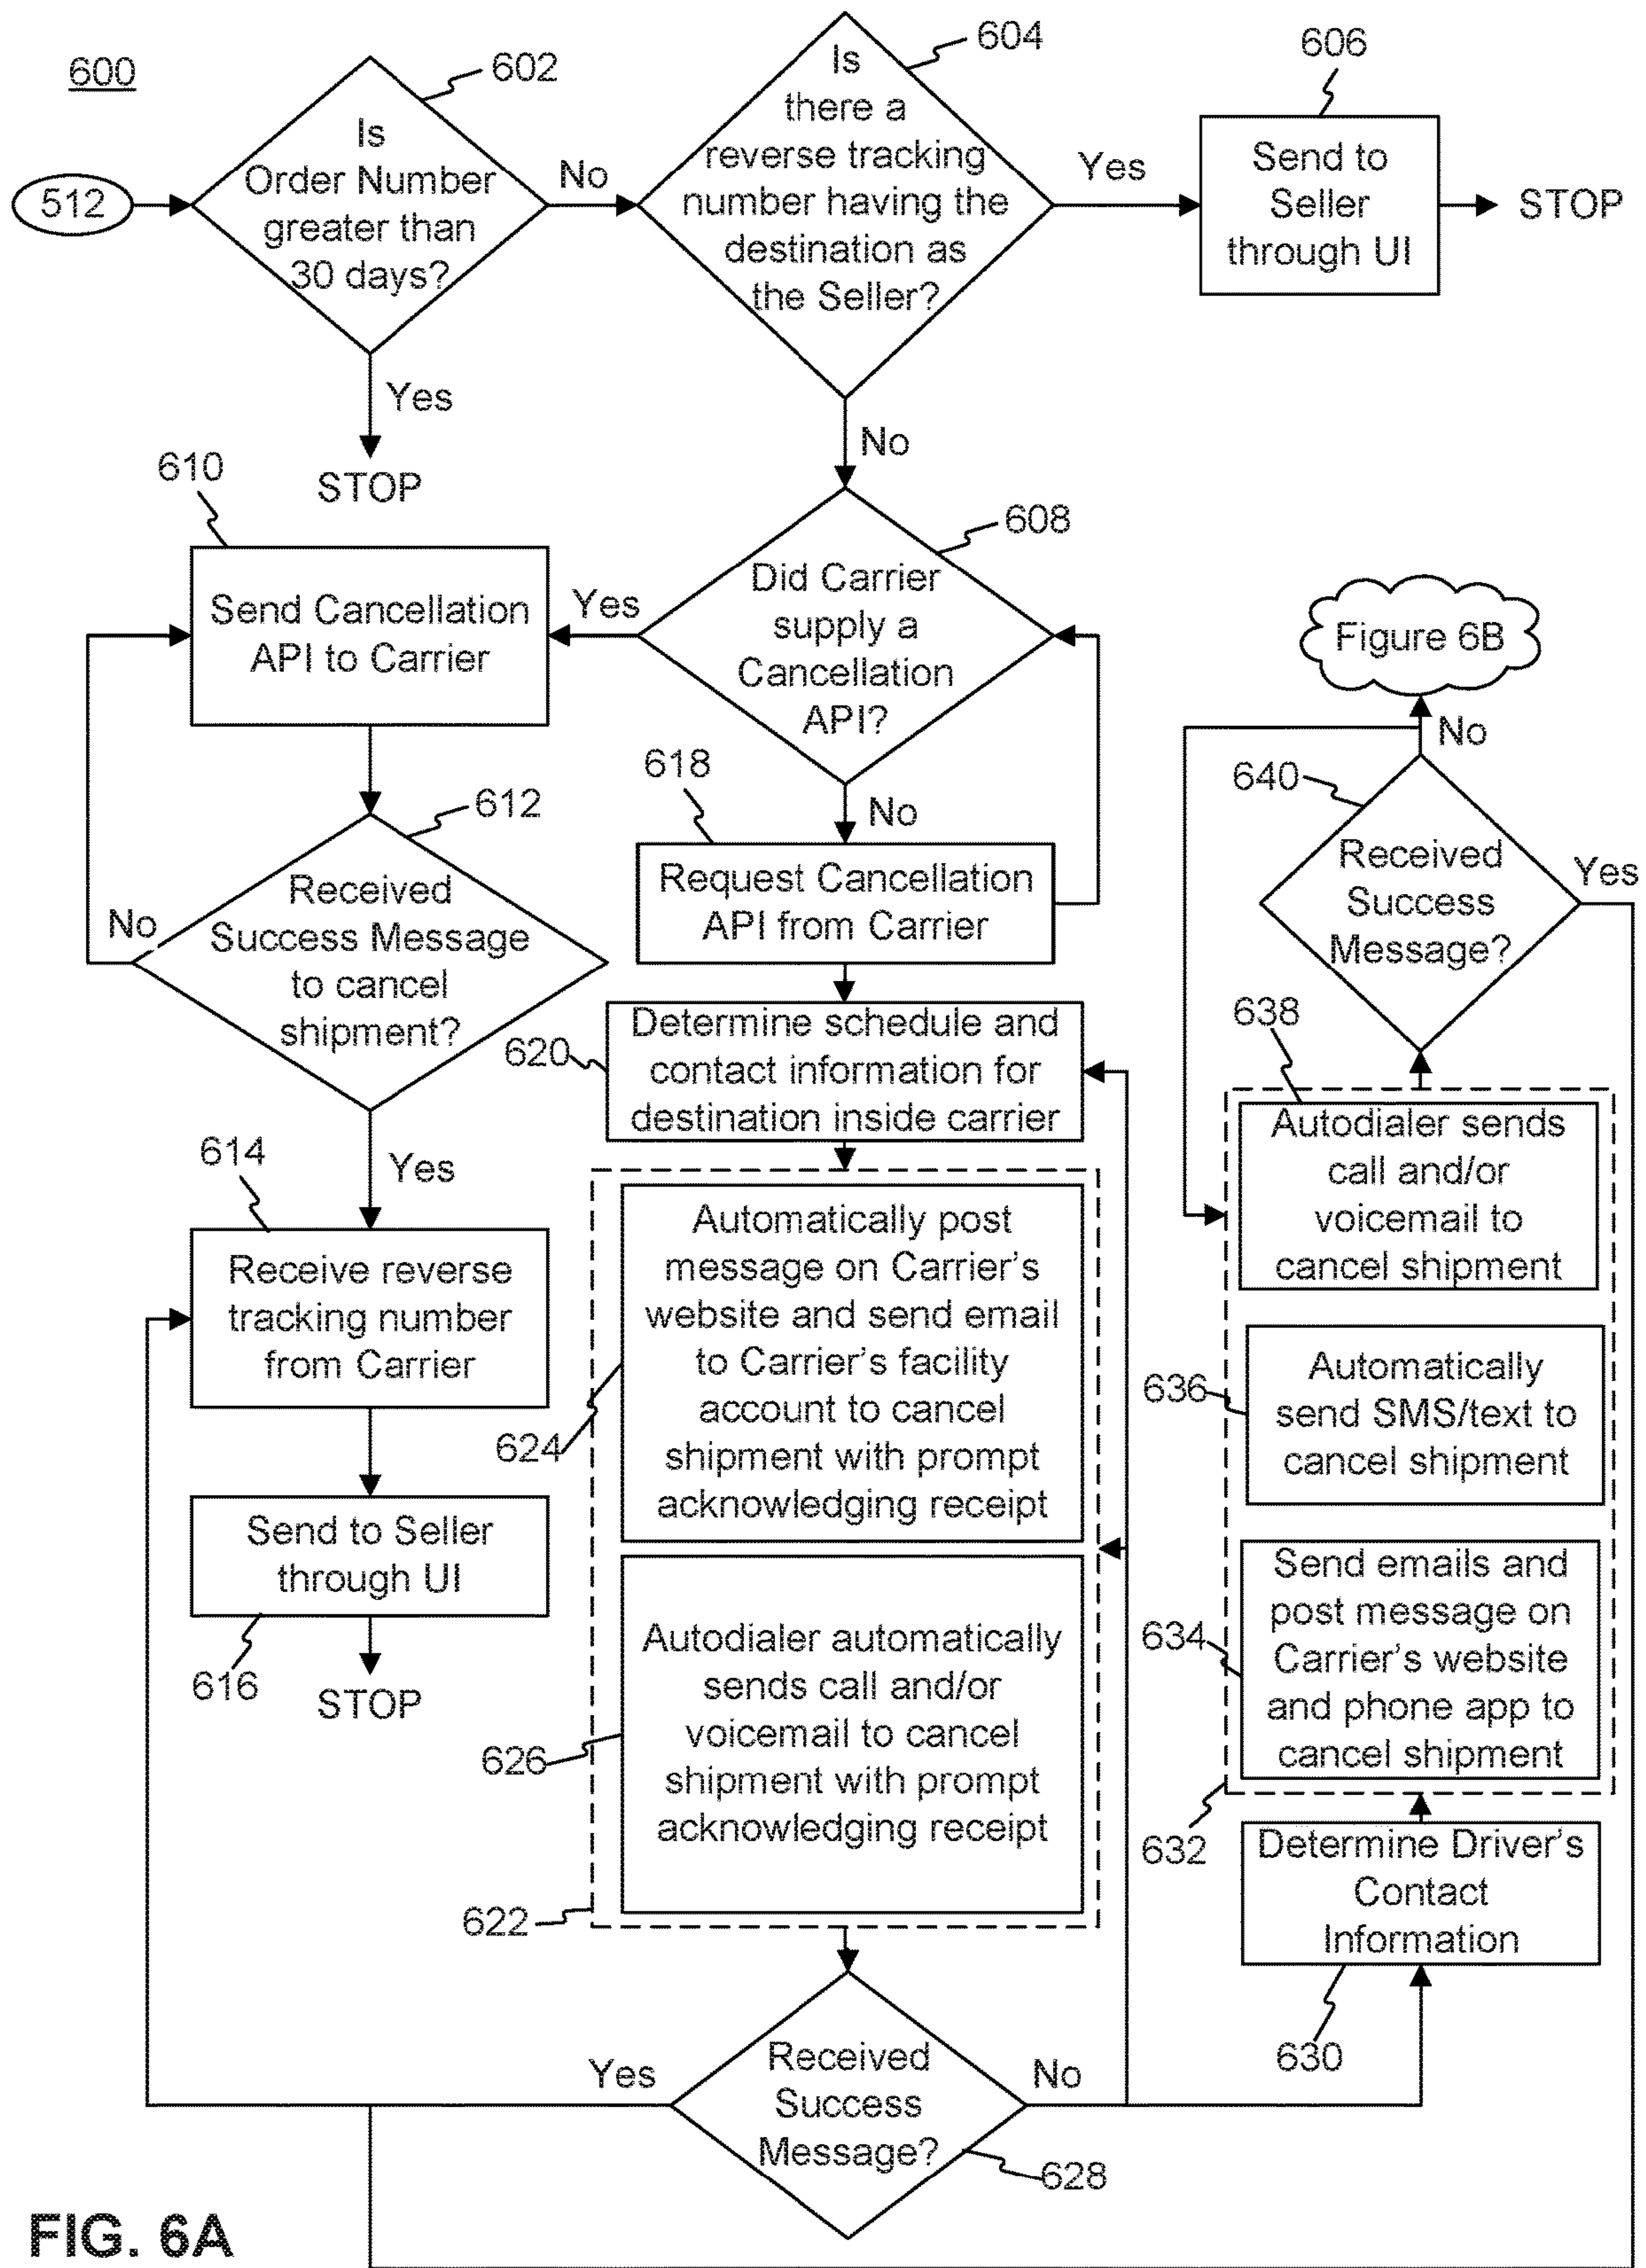 600
602
604
606
512
Is
Order Number
greater than
30 days?
No
Yes
STOP
Is
there a
reverse tracking
number having the
destination as
the Seller?
Yes
No
Send to
Seller
through UI
STOP
608
Did Carrier
supply a
Cancellation
API?
Yes
No
610
Send Cancellation
API to Carrier
612
Received
Success Message
to cancel
shipment?
No
Yes
614
Receive reverse
tracking number
from Carrier
Send to Seller
through UI
616
STOP
618
Request Cancellation
API from Carrier
620
Determine schedule and
contact information for
destination inside carrier
Automatically post
message on Carrier's
website and send email
to Carrier's facility
account to cancel
shipment with prompt
acknowledging receipt
624
Autodialer automatically
sends call and/or
voicemail to cancel
shipment with prompt
acknowledging receipt
626
622
Received
Success
Message?
Yes
No
628
Figure 6B
No
640
Received
Success
Message?
Yes
638
Autodialer sends
call and/or
voicemail to
cancel shipment
636
Automatically
send SMS/text to
cancel shipment
634
Send emails and
post message on
Carrier's website
and phone app to
cancel shipment
632
Determine Driver's
Contact
Information
630
FIG. 6A